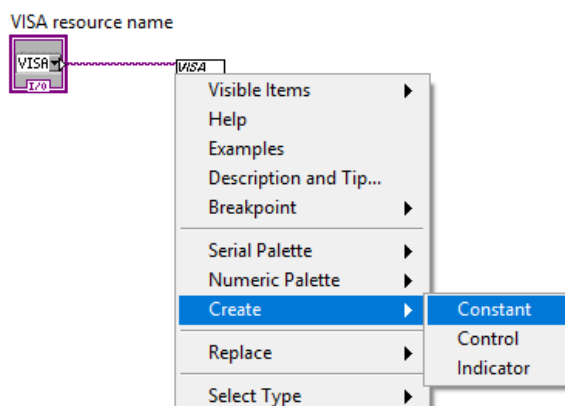 VISA resource name
VISA
I/O
VISA
Visible Items
Help
Examples
Description and Tip...
Breakpoint
Serial Palette
Numeric Palette
Create
Constant
Control
Indicator
Replace
Select Type